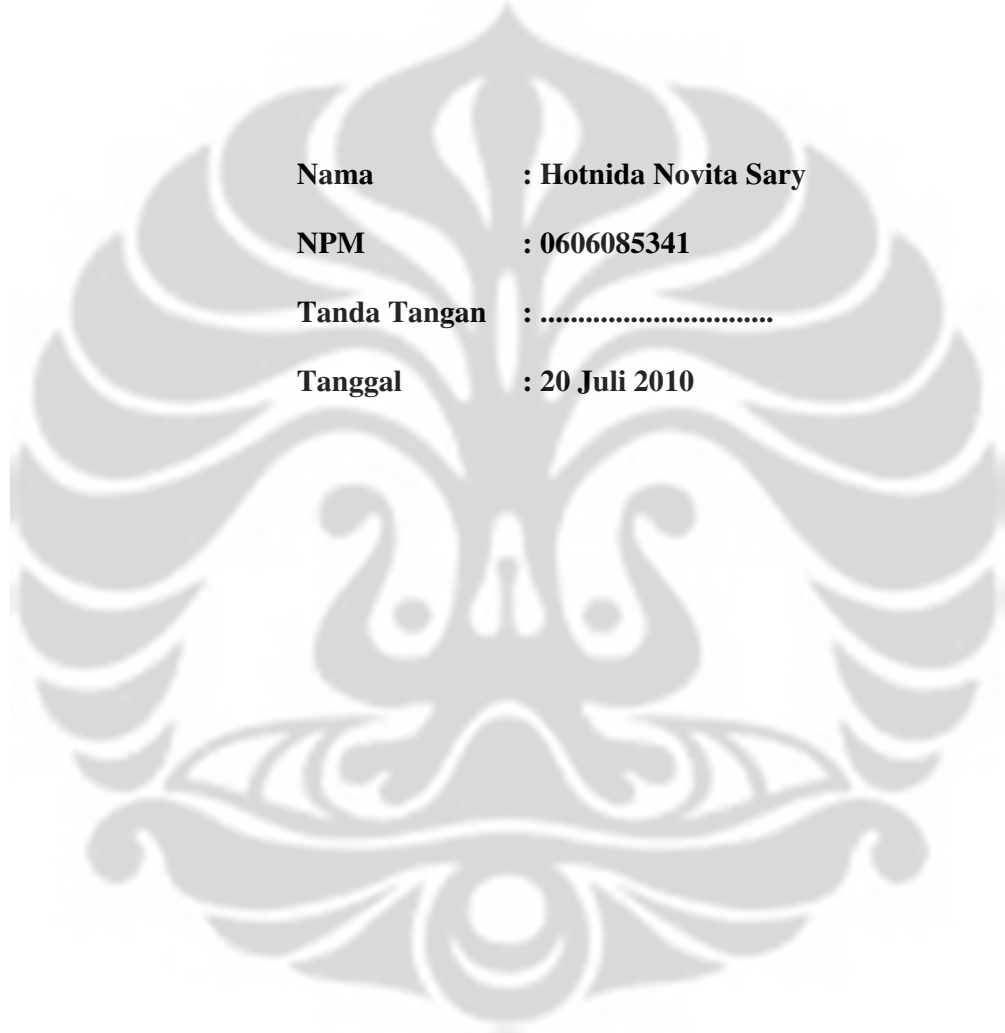 Nama : Hotnida Novita Sary
NPM : 0606085341
Tanda Tangan : ...............................
Tanggal : 20 Juli 2010